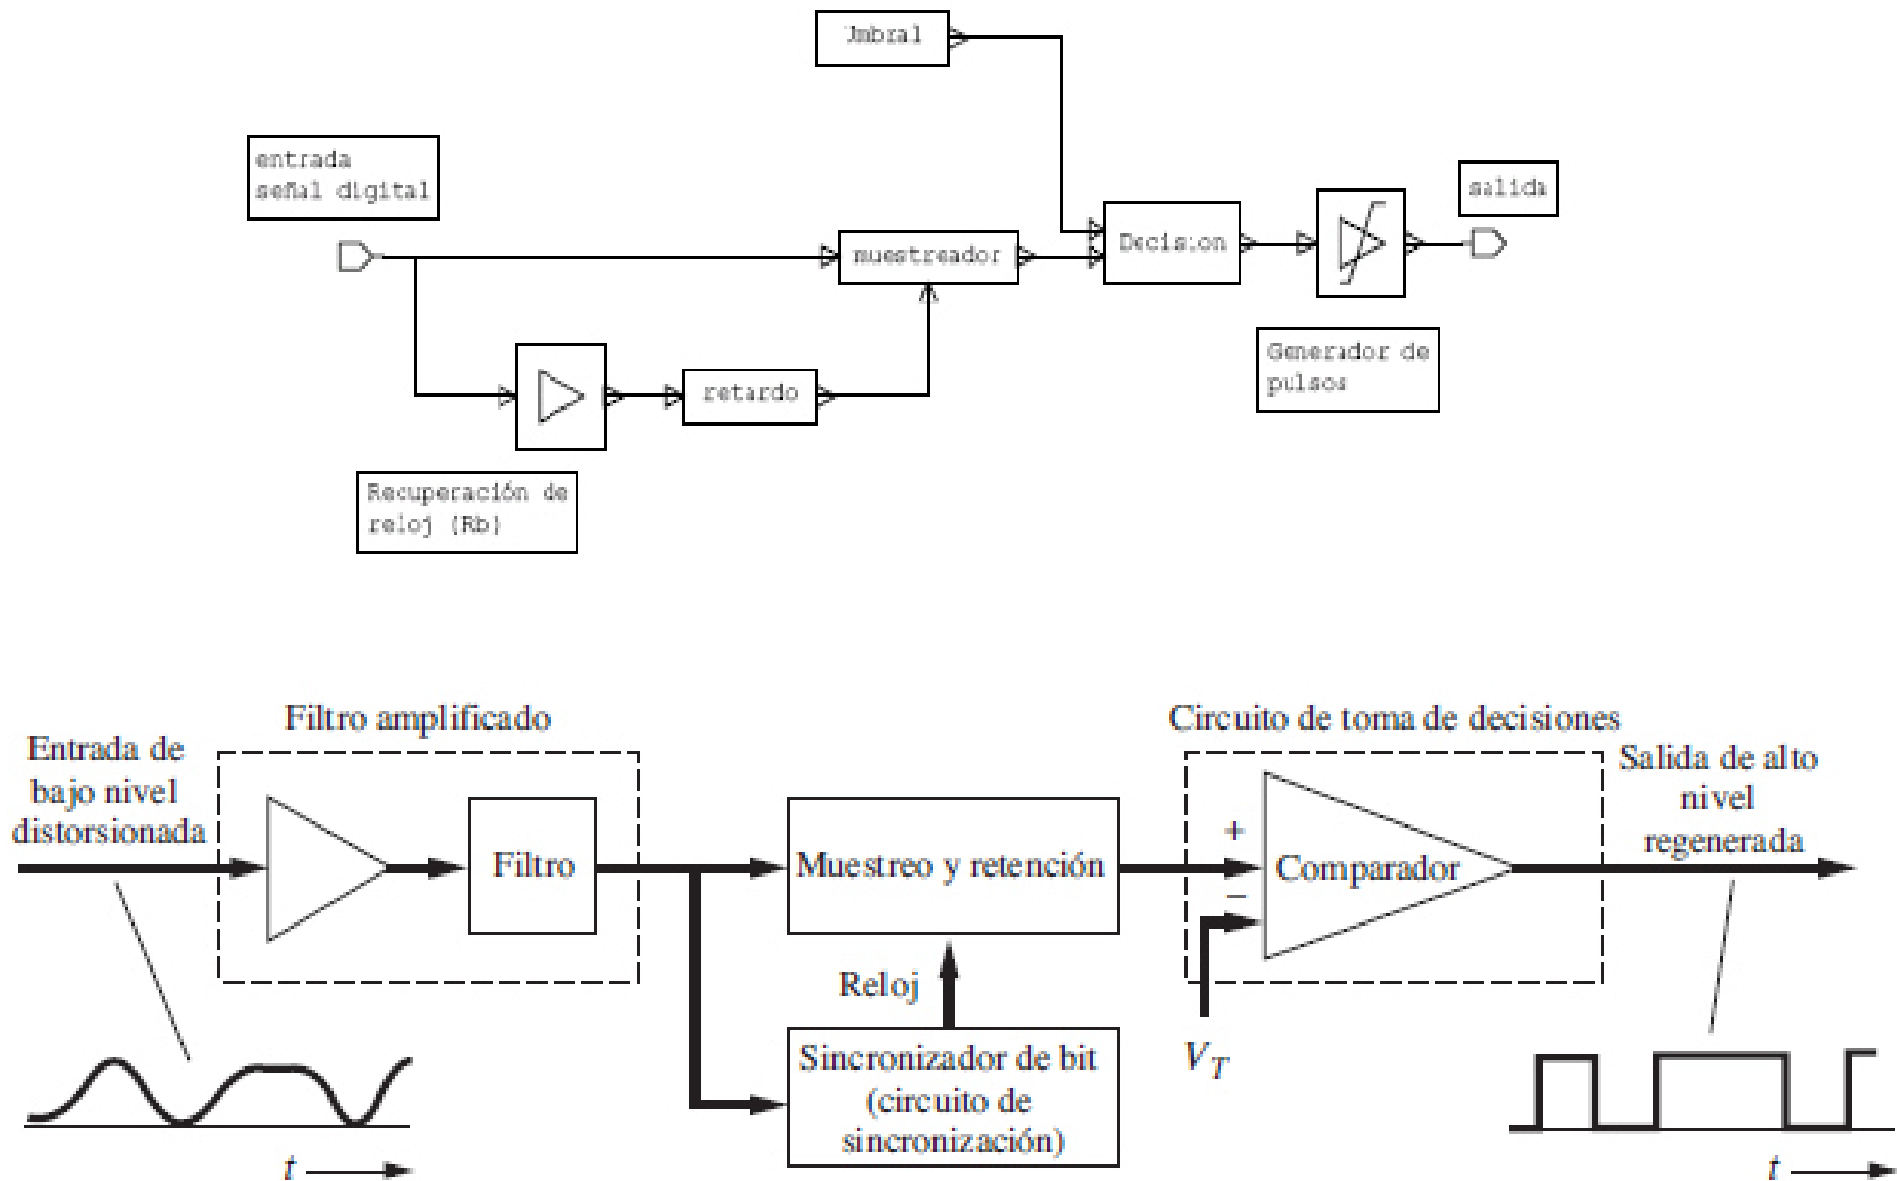 Umbral
entrada
señal digital
salida
muestreador
Decision
retardo
Generador de
pulsos
Recuperación de
reloj (Rb)
Filtro amplificado
Circuito de toma de decisiones
Entrada de
bajo nivel
distorsionada
Salida de alto
nivel
regenerada
+
Filtro
Muestreo y retención
Comparador
−
Reloj
Sincronizador de bit
(circuito de
sincronización)
V_T
t
t